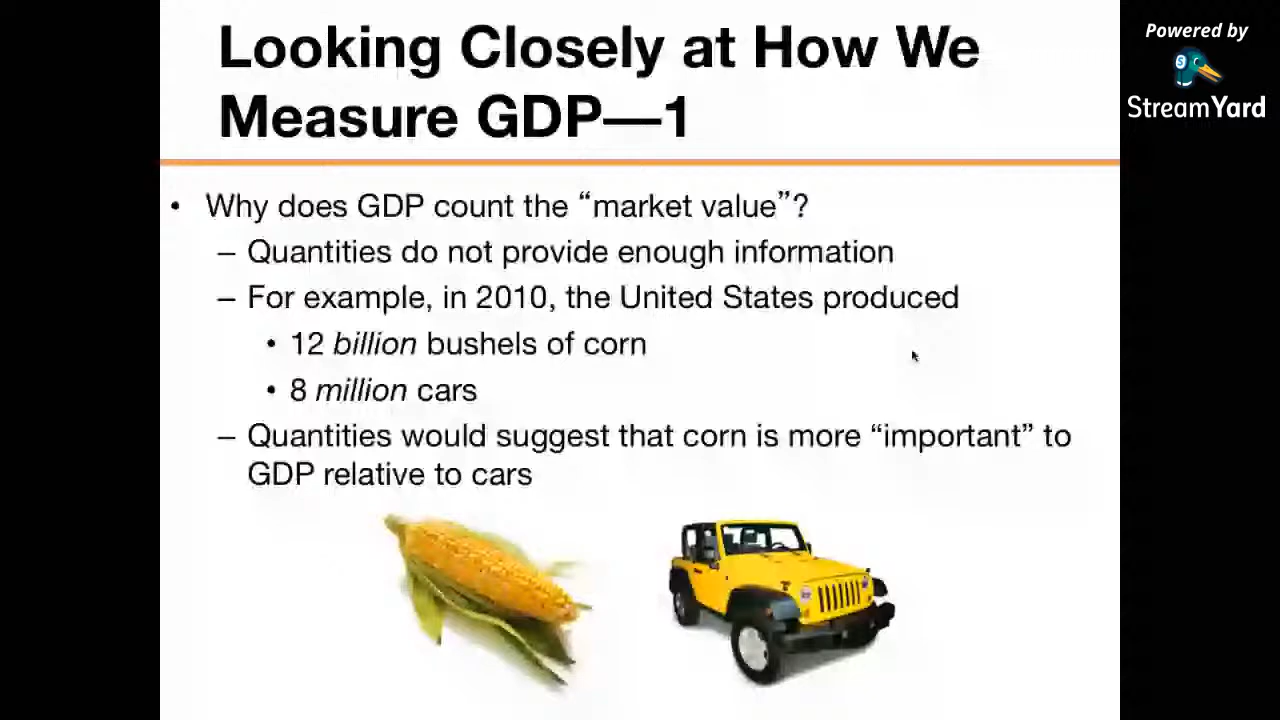 Looking Closely at How We
Measure GDP—1
Powered by
StreamYard
• Why does GDP count the “market value”?
– Quantities do not provide enough information
– For example, in 2010, the United States produced
• 12 billion bushels of corn
• 8 million cars
– Quantities would suggest that corn is more “important” to
GDP relative to cars